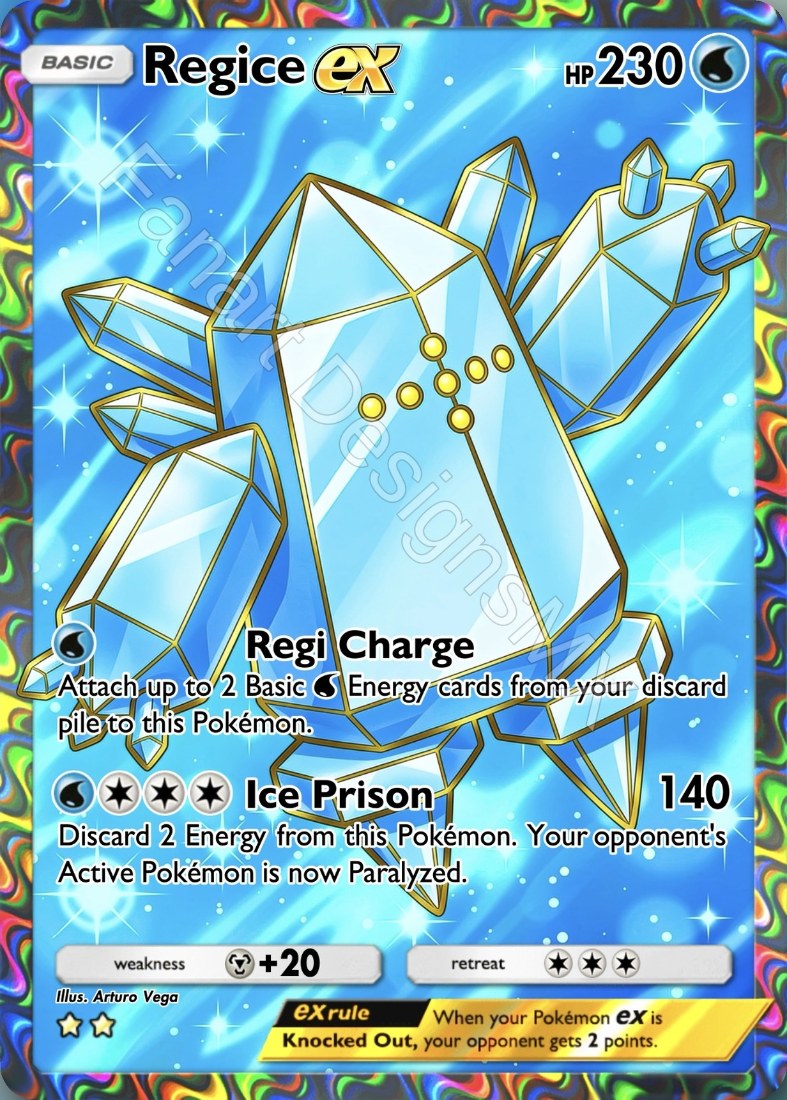 BASIC Regice ex HP 230
Fanart DesignsMX
Regi Charge
Attach up to 2 Basic Energy cards from your discard
pile to this Pokémon.
Ice Prison 140
Discard 2 Energy from this Pokémon. Your opponent's
Active Pokémon is now Paralyzed.
weakness +20 retreat
Illus. Arturo Vega
ex rule When your Pokémon ex is
Knocked Out, your opponent gets 2 points.